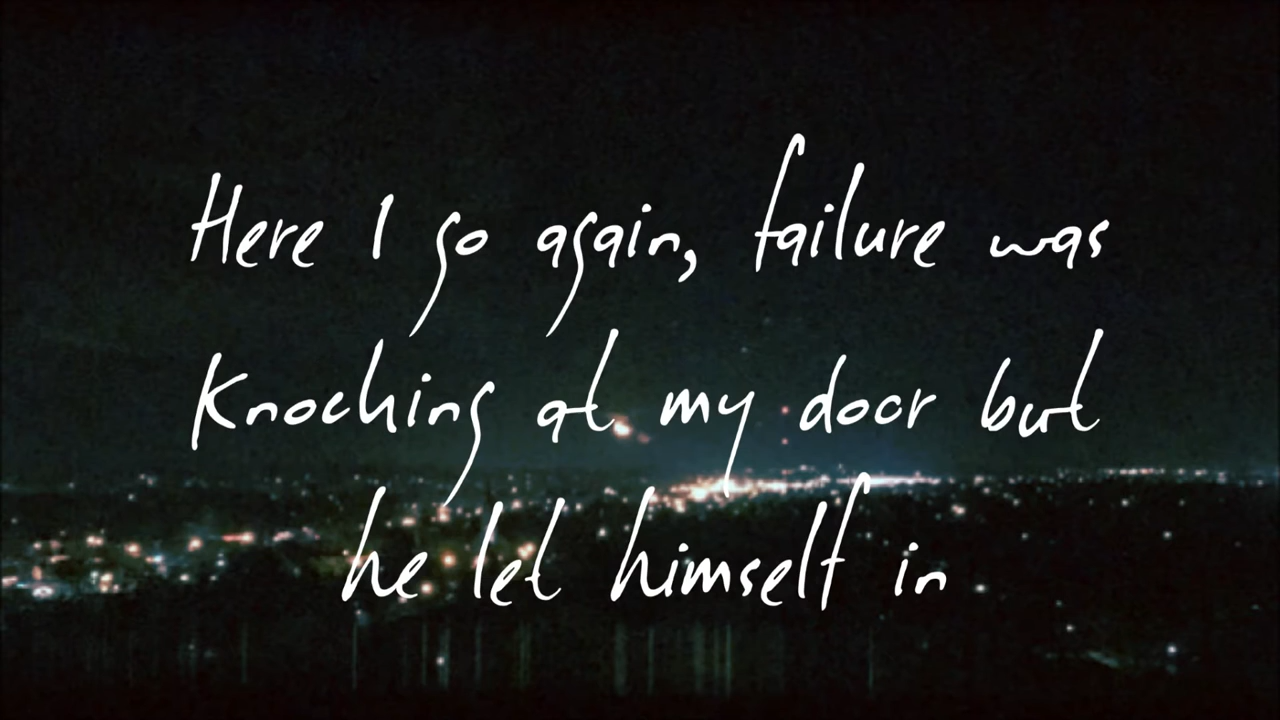 Here I go again, failure was
Knocking at my door but
he let himself in